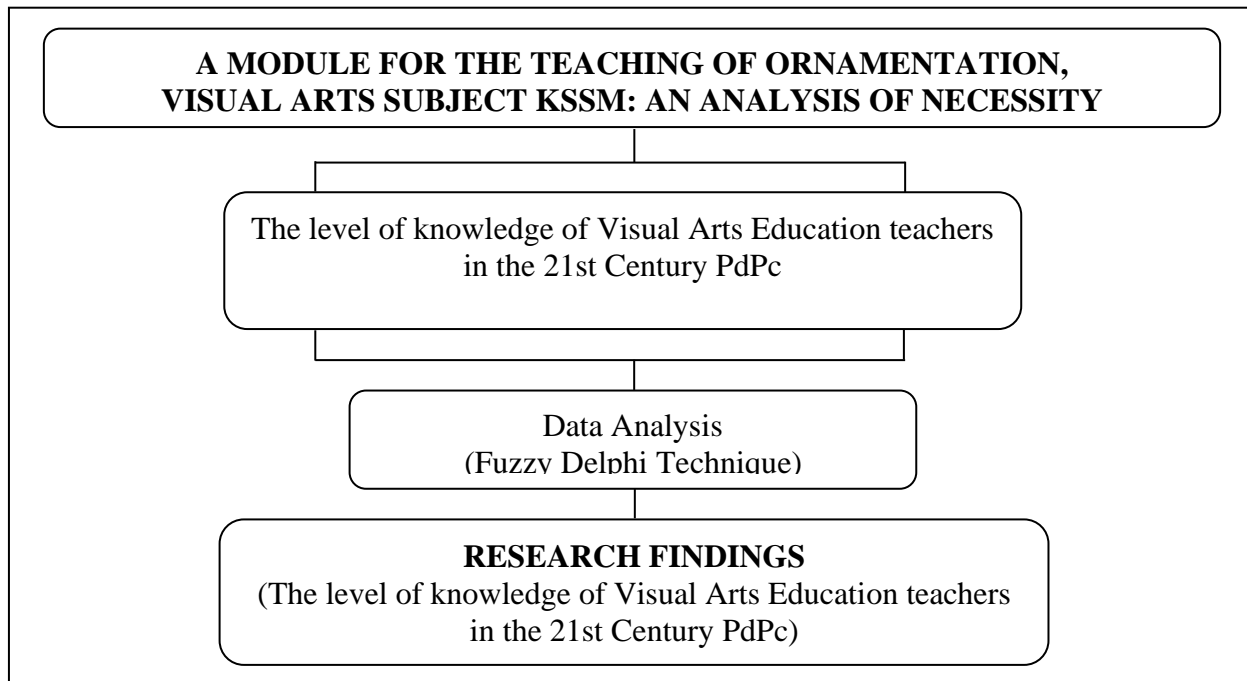 A MODULE FOR THE TEACHING OF ORNAMENTATION,
VISUAL ARTS SUBJECT KSSM: AN ANALYSIS OF NECESSITY
The level of knowledge of Visual Arts Education teachers
in the 21st Century PdPc
Data Analysis
(Fuzzy Delphi Technique)
RESEARCH FINDINGS
(The level of knowledge of Visual Arts Education teachers
in the 21st Century PdPc)